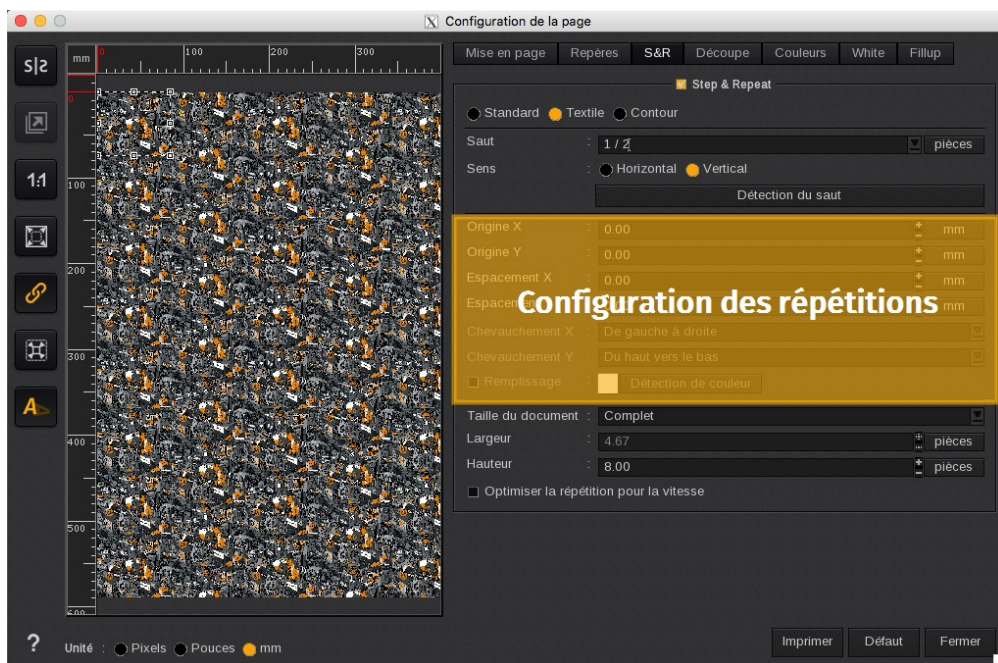 Configuration de la page
Mise en page Repères S&R Découpe Couleurs White Fillup
S|S
mm
0 100 200 300
0
100
200
300
400
500
600
1:1
A
Step & Repeat
Standard Textile Contour
Saut : 1 / 2 pièces
Sens : Horizontal Vertical
Détection du saut
Origine X : 0.00 mm
Origine Y : 0.00 mm
Espacement X : 0.00 mm
Configuration des répétitions
mm
Chevauchement X : De gauche à droite
Chevauchement Y : Du haut vers le bas
Remplissage : Détection de couleur
Taille du document : Complet
Largeur : 4.67 pièces
Hauteur : 8.00 pièces
Optimiser la répétition pour la vitesse
? Unité : Pixels Pouces mm
Imprimer Défaut Fermer